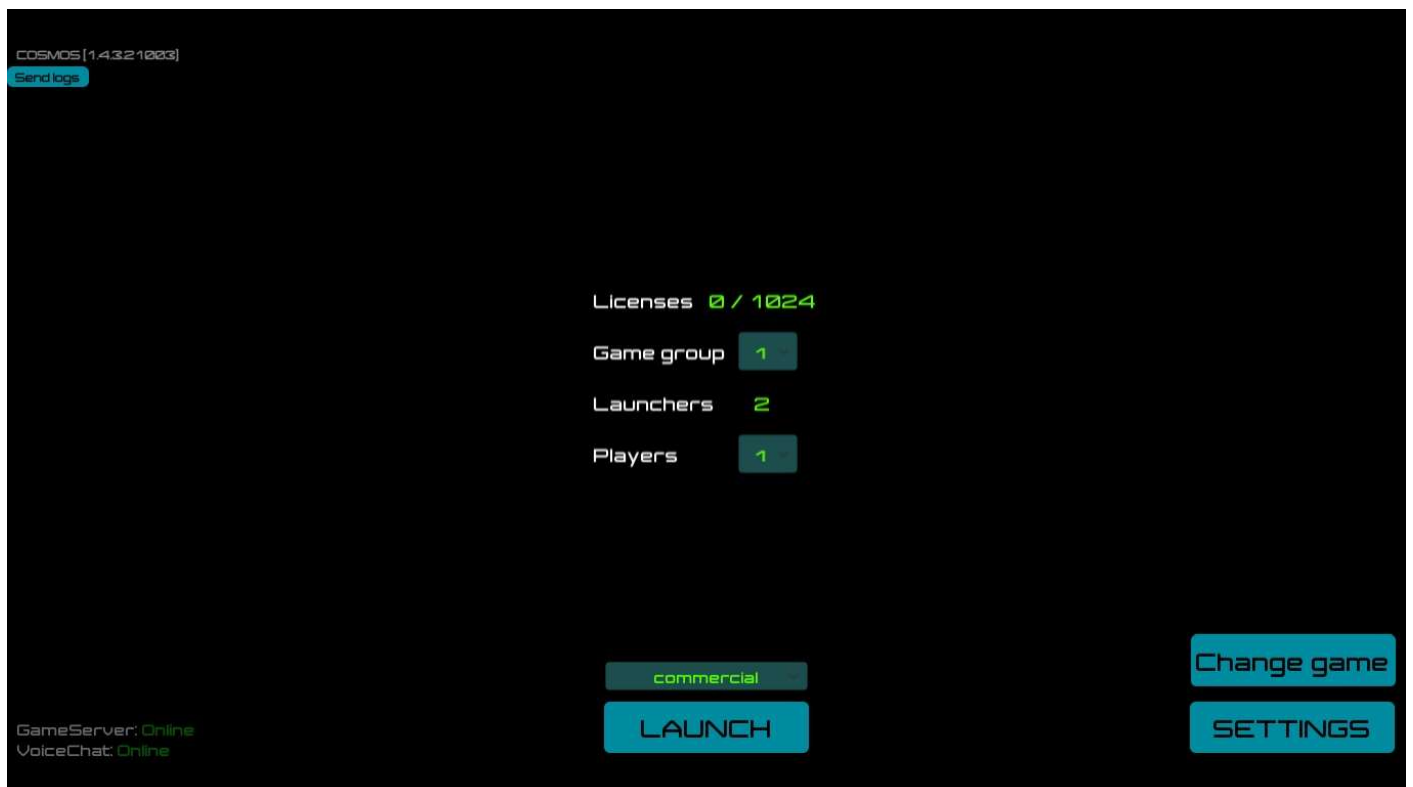 COSMOS [1.4.3.21003]
Send logs
Licenses 0 / 1024
Game group 1
Launchers 2
Players 1
commercial
LAUNCH
Change game
SETTINGS
GameServer: Online
VoiceChat: Online